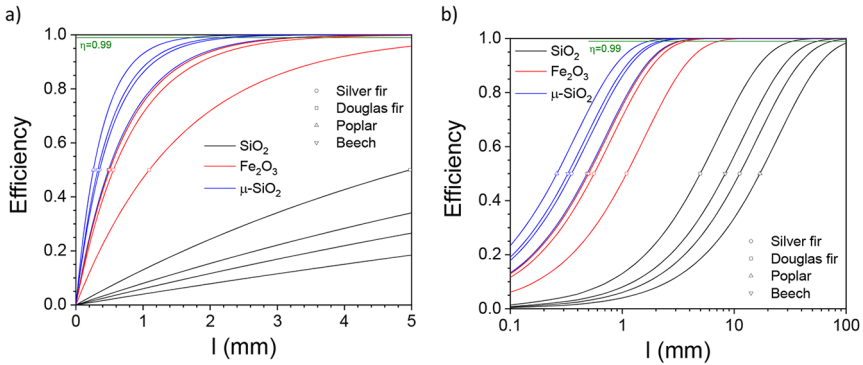 a)
1.0
0.8
0.6
0.4
0.2
0.0
Efficiency
η=0.99
Silver fir
Douglas fir
Poplar
Beech
SiO₂
Fe₂O₃
μ-SiO₂
0
1
2
3
4
5
l (mm)
b)
1.0
0.8
0.6
0.4
0.2
0.0
Efficiency
η=0.99
SiO₂
Fe₂O₃
μ-SiO₂
Silver fir
Douglas fir
Poplar
Beech
0.1
1
10
100
l (mm)